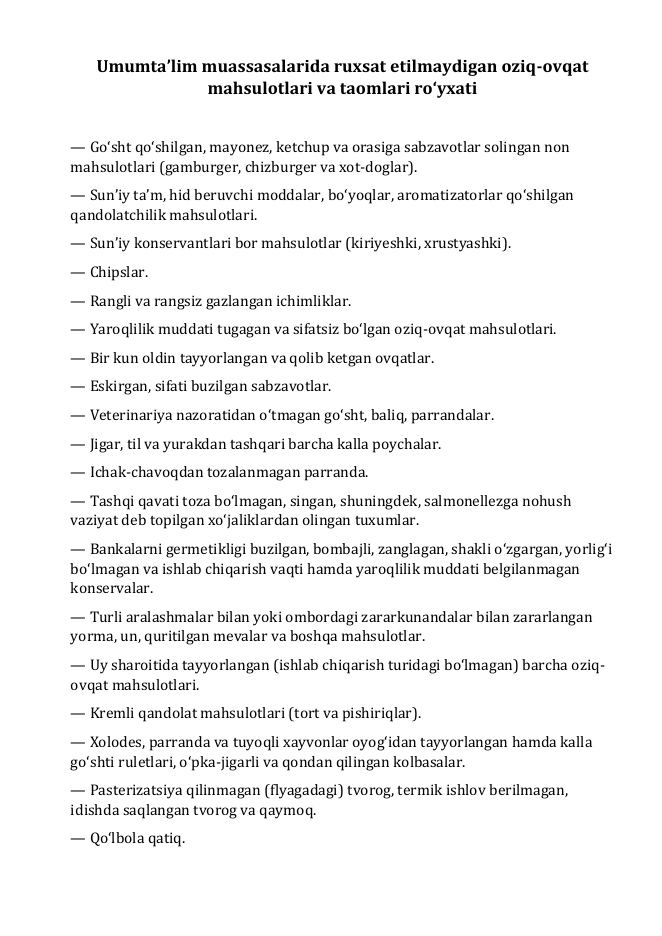 Umumta’lim muassasalarida ruxsat etilmaydigan oziq-ovqat
mahsulotlari va taomlari ro‘yxati
— Go‘sht qo‘shilgan, mayonez, ketchup va orasiga sabzavotlar solingan non
mahsulotlari (gamburger, chizburger va xot-doglar).
— Sun’iy ta’m, hid beruvchi moddalar, bo‘yoqlar, aromatizatorlar qo‘shilgan
qandolatchilik mahsulotlari.
— Sun’iy konservantlari bor mahsulotlar (kiriyeshki, xrustyashki).
— Chipslar.
— Rangli va rangsiz gazlangan ichimliklar.
— Yaroqlilik muddati tugagan va sifatsiz bo‘lgan oziq-ovqat mahsulotlari.
— Bir kun oldin tayyorlangan va qolib ketgan ovqatlar.
— Eskirgan, sifati buzilgan sabzavotlar.
— Veterinariya nazoratidan o‘tmagan go‘sht, baliq, parrandalar.
— Jigar, til va yurakdan tashqari barcha kalla poychalar.
— Ichak-chavoqdan tozalanmagan parranda.
— Tashqi qavati toza bo‘lmagan, singan, shuningdek, salmonellezga nohush
vaziyat deb topilgan xo‘jaliklardan olingan tuxumlar.
— Bankalarni germetikligi buzilgan, bombajli, zanglagan, shakli o‘zgargan, yorlig‘i
bo‘lmagan va ishlab chiqarish vaqti hamda yaroqlilik muddati belgilanmagan
konservalar.
— Turli aralashmalar bilan yoki ombordagi zararkunandalar bilan zararlangan
yorma, un, quritilgan mevalar va boshqa mahsulotlar.
— Uy sharoitida tayyorlangan (ishlab chiqarish turidagi bo‘lmagan) barcha oziq-
ovqat mahsulotlari.
— Kremli qandolat mahsulotlari (tort va pishiriqlar).
— Xolodes, parranda va tuyoqli xayvonlar oyog‘idan tayyorlangan hamda kalla
go‘shti ruletlari, o‘pka-jigarli va qondan qilingan kolbasalar.
— Pasterizatsiya qilinmagan (flyagadagi) tvorog, termik ishlov berilmagan,
idishda saqlangan tvorog va qaymoq.
— Qo‘lbola qatiq.